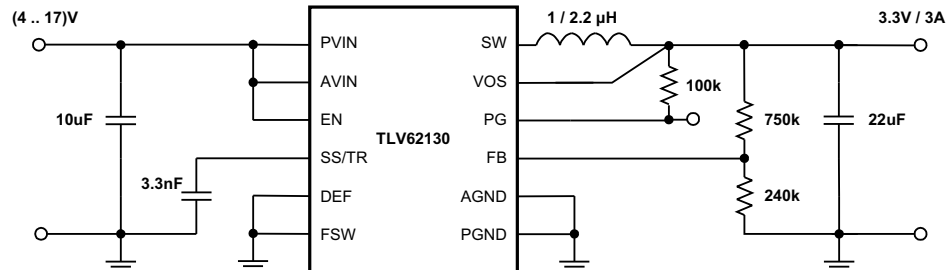 (4 .. 17)V
1 / 2.2 µH
3.3V / 3A
PVIN
SW
AVIN
VOS
100k
10uF
EN
PG
750k
22uF
TLV62130
SS/TR
FB
3.3nF
DEF
AGND
240k
FSW
PGND